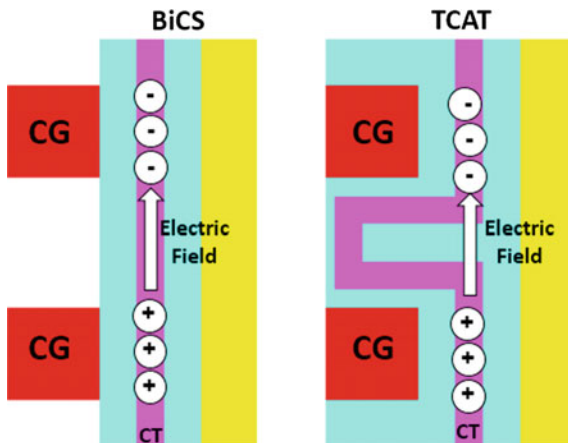 BiCS
TCAT
CG
-
-
-
Electric
Field
+
+
+
CG
CT
CG
-
-
-
Electric
Field
+
+
+
CG
CT